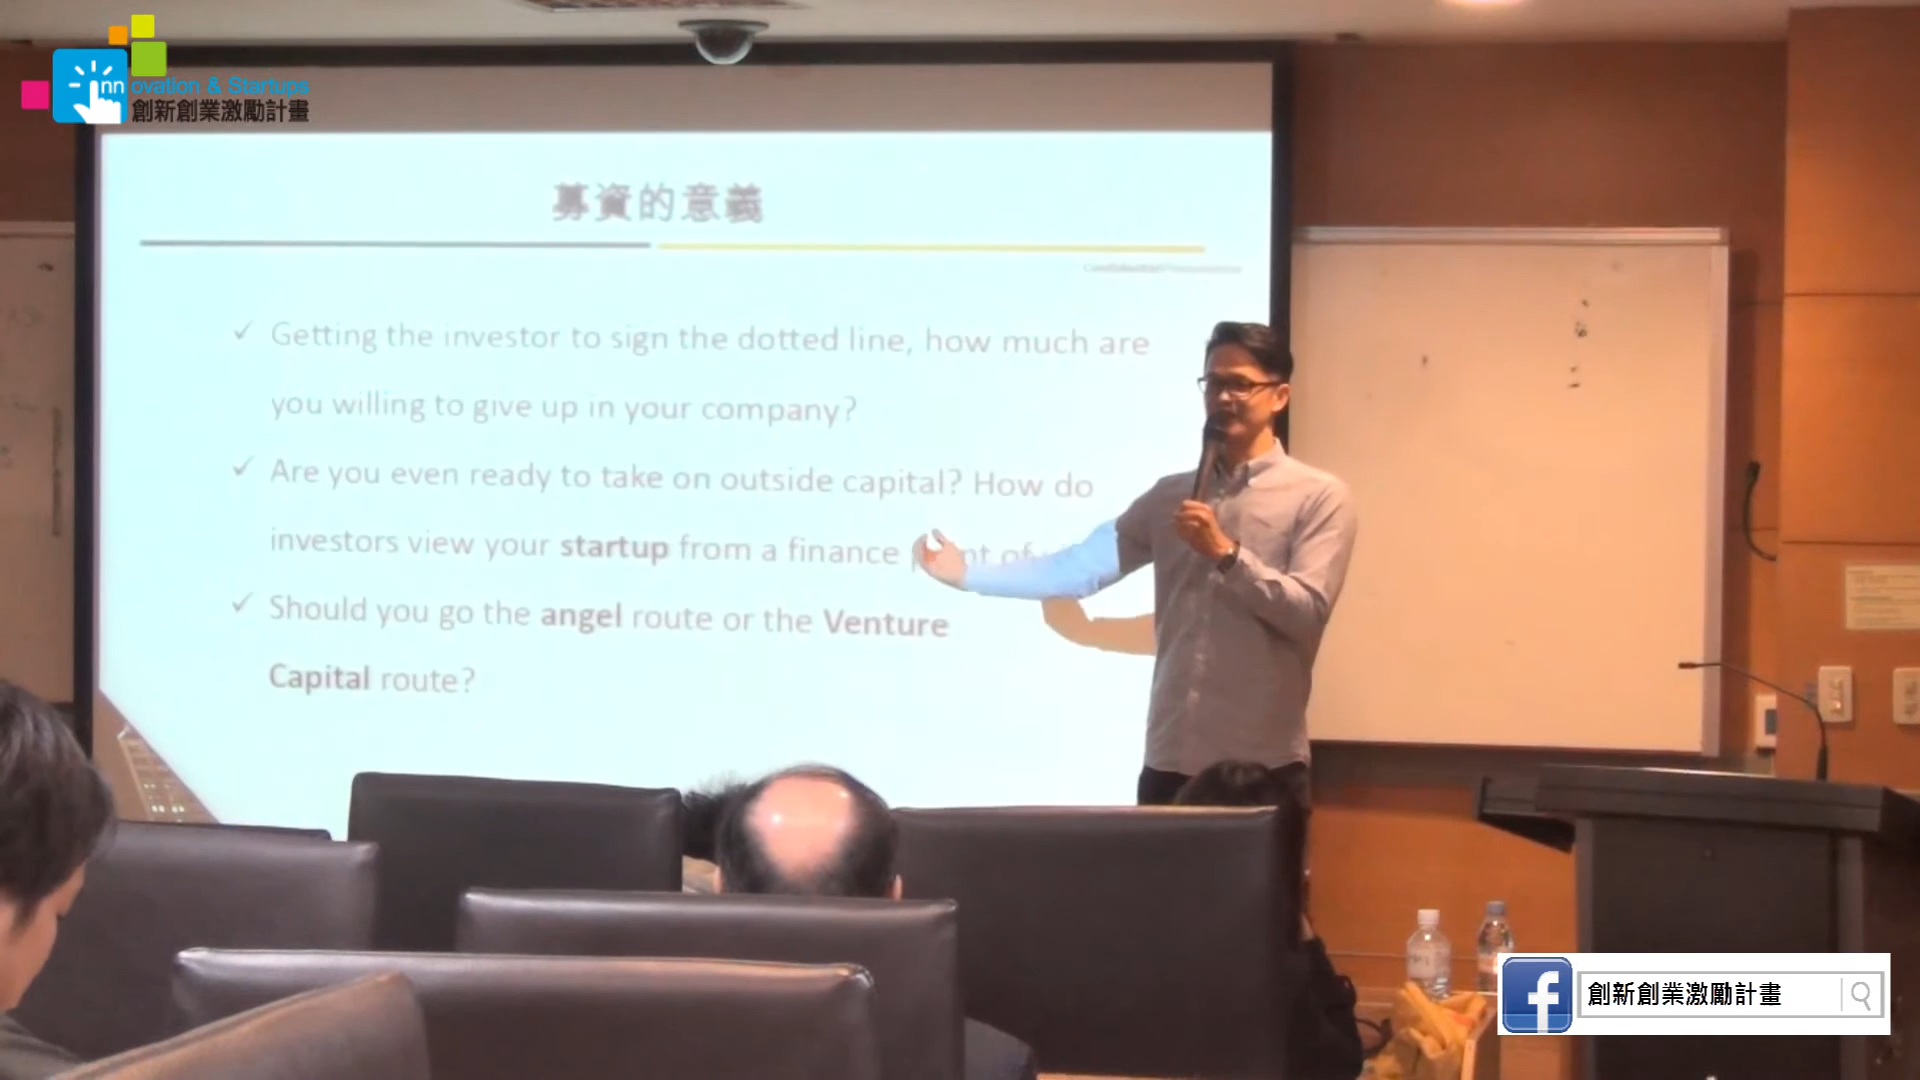 Innovation & Startups
創新創業激勵計畫
募資的意義
✓ Getting the investor to sign the dotted line, how much are
you willing to give up in your company?
✓ Are you even ready to take on outside capital? How do
investors view your startup from a finance
✓ Should you go the angel route or the Venture
Capital route?
f 創新創業激勵計畫